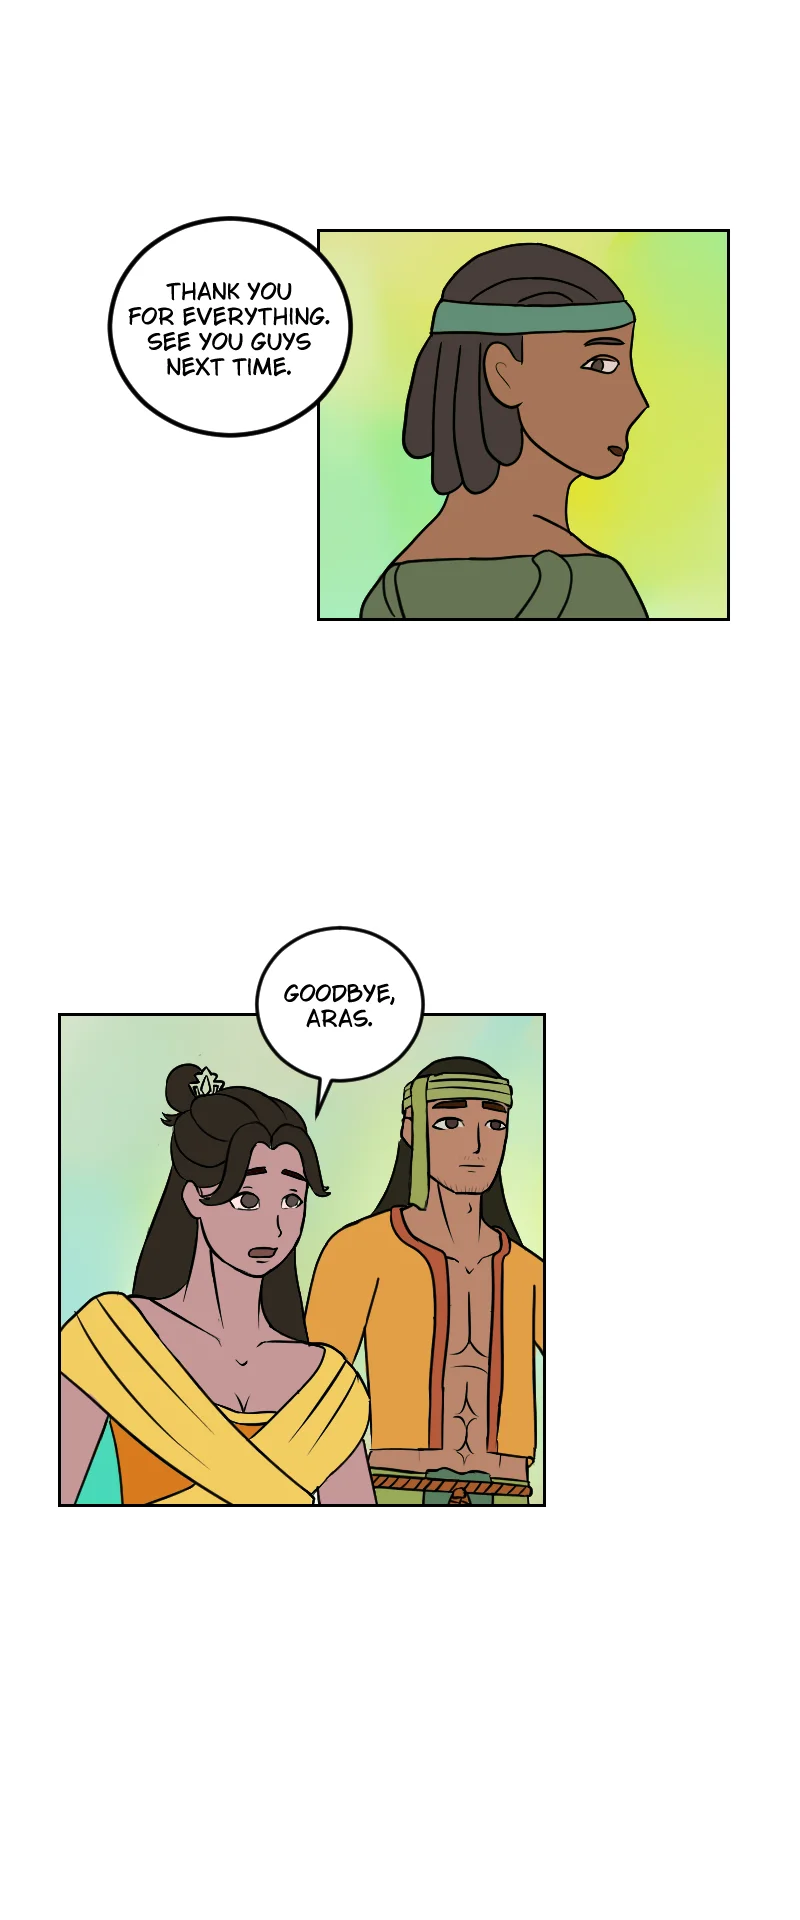 THANK YOU
FOR EVERYTHING.
SEE YOU GUYS
NEXT TIME.
GOODBYE,
ARAS.